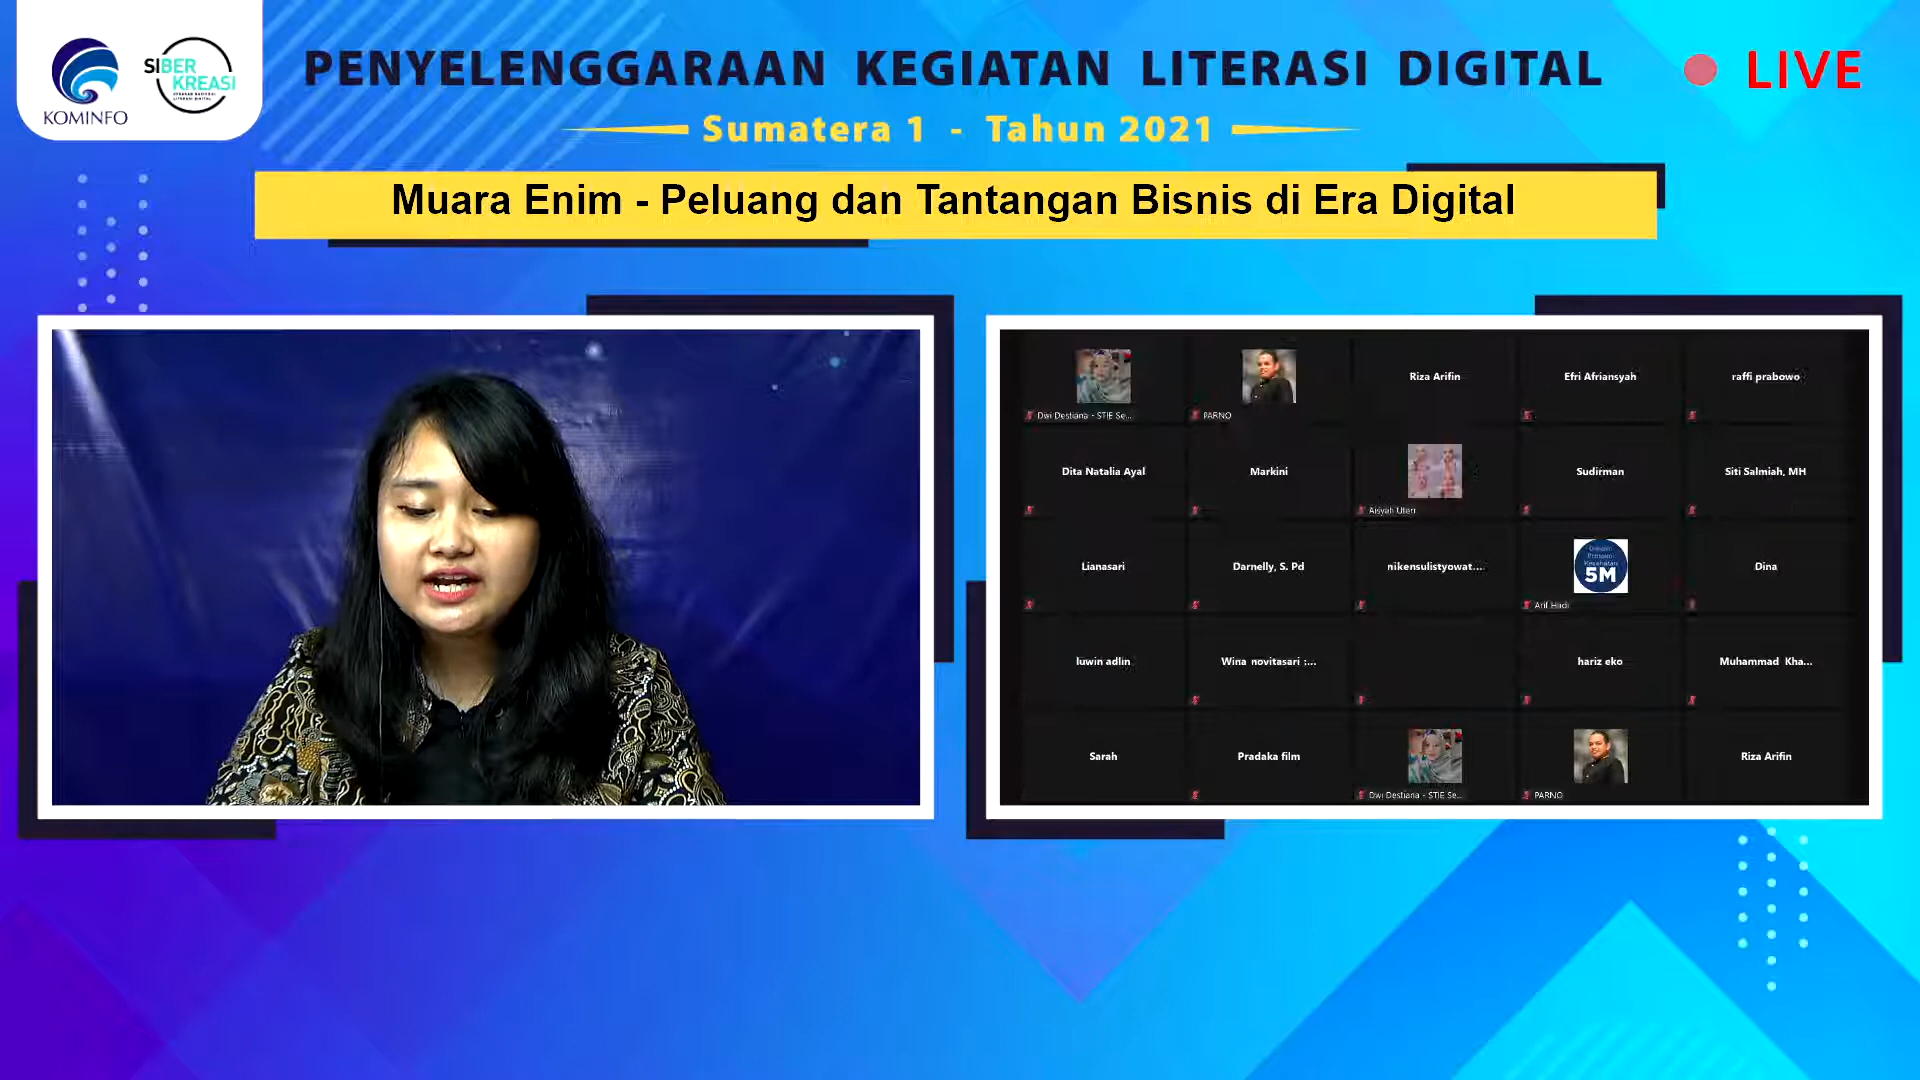 KOMINFO
SIBER
KREASI
PENYELENGGARAAN KEGIATAN LITERASI DIGITAL
LIVE
Sumatera 1 - Tahun 2021
Muara Enim - Peluang dan Tantangan Bisnis di Era Digital
Riza Arifin
Efri Afriansyah
raffi prabowo
Dwi Destiana - STIE Se...
PARNO
Dita Natalia Ayal
Markini
Sudirman
Siti Salmiah, MH
Aisyah Utari
Lianasari
Darnelly, S. Pd
nikensulistyowat....
5M
Dina
Arif Hadi
luwin adlin
Wina novitasari :...
hariz eko
Muhammad Kha...
Sarah
Pradaka film
Riza Arifin
Dwi Destiana - STIE Se...
PARNO